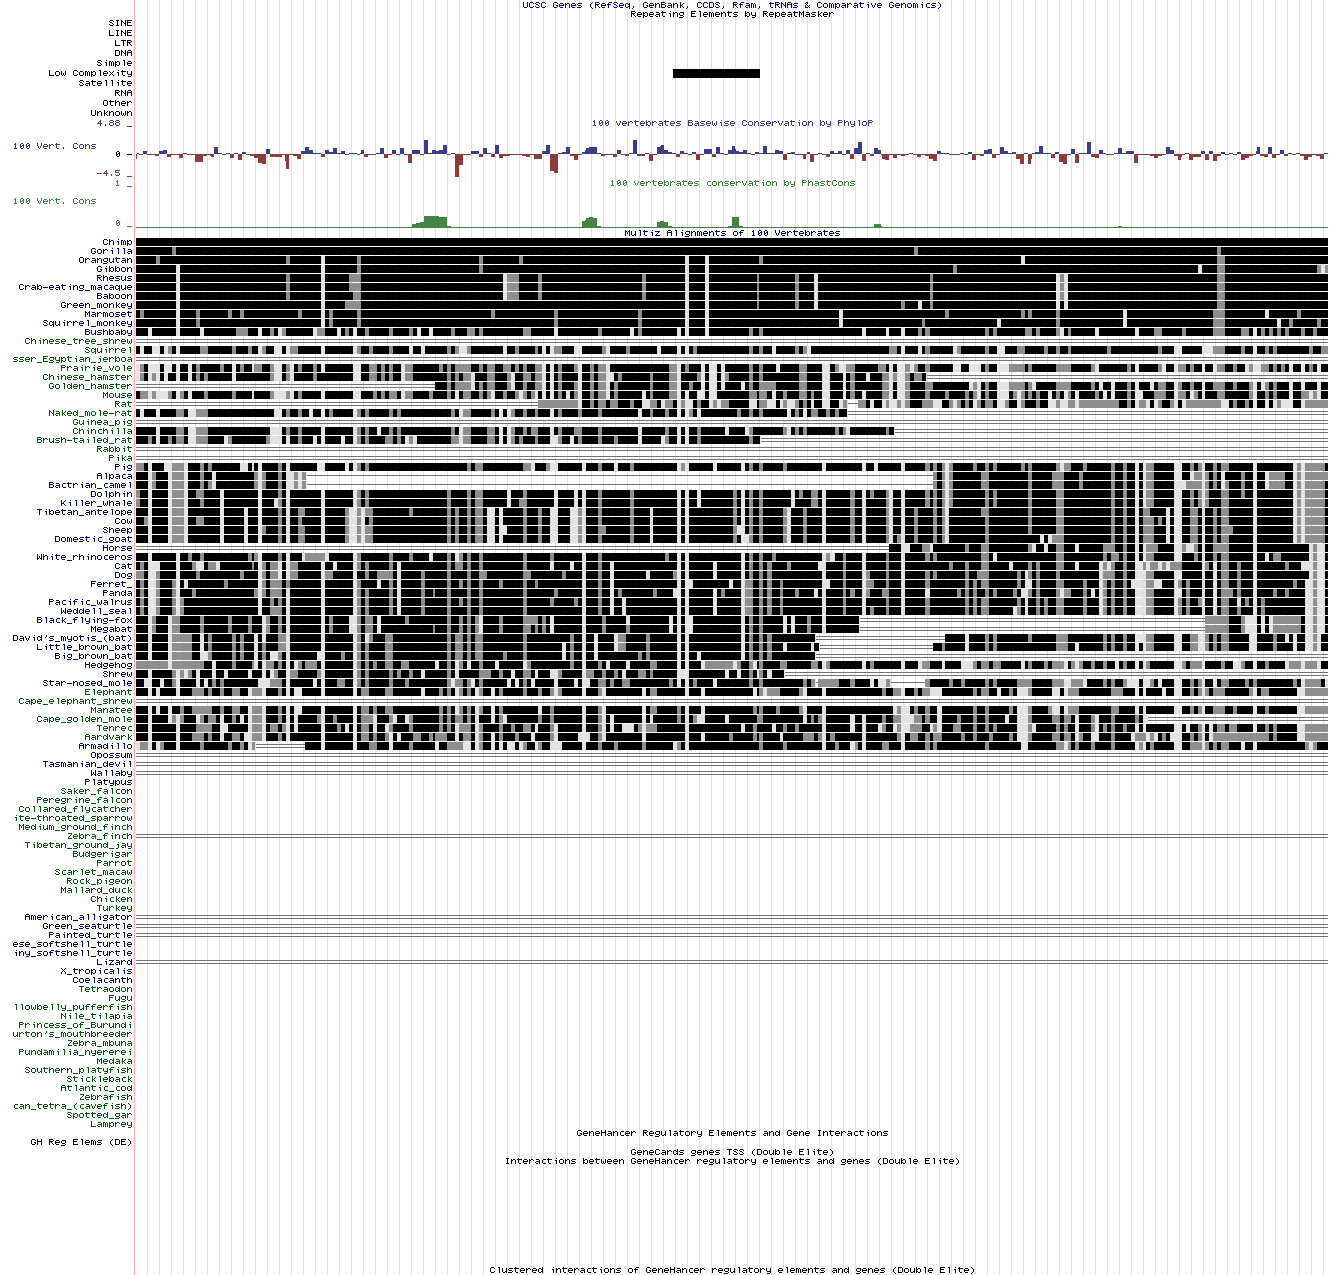 UCSC Genes (RefSeq, GenBank, CCDS, Rfam, tRNAs & Comparative Genomics)
Repeating Elements by RepeatMasker
SINE
LINE
LTR
DNA
Simple
Low Complexity
Satellite
RNA
Other
Unknown
4.88 _
100 vertebrates Basewise Conservation by PhyloP
100 Vert. Cons
0 _
-4.5 _
1 _
100 vertebrates conservation by PhastCons
100 Vert. Cons
0 _
Multiz Alignments of 100 Vertebrates
Chimp
Gorilla
Orangutan
Gibbon
Rhesus
Crab-eating_macaque
Baboon
Green_monkey
Marmoset
Squirrel_monkey
Bushbaby
Chinese_tree_shrew
Squirrel
sser_Egyptian_jerboa
Prairie_vole
Chinese_hamster
Golden_hamster
Mouse
Rat
Naked_mole-rat
Guinea_pig
Chinchilla
Brush-tailed_rat
Rabbit
Pika
Pig
Alpaca
Bactrian_camel
Dolphin
Killer_whale
Tibetan_antelope
Cow
Sheep
Domestic_goat
Horse
White_rhinoceros
Cat
Dog
Ferret_
Panda
Pacific_walrus
Weddell_seal
Black_flying-fox
Megabat
David's_myotis_(bat)
Little_brown_bat
Big_brown_bat
Hedgehog
Shrew
Star-nosed_mole
Elephant
Cape_elephant_shrew
Manatee
Cape_golden_mole
Tenrec
Aardvark
Armadillo
Opossum
Tasmanian_devil
Wallaby
Platypus
Saker_falcon
Peregrine_falcon
Collared_flycatcher
ite-throated_sparrow
Medium_ground_finch
Zebra_finch
Tibetan_ground_jay
Budgerigar
Parrot
Scarlet_macaw
Rock_pigeon
Mallard_duck
Chicken
Turkey
American_alligator
Green_seaturtle
Painted_turtle
ese_softshell_turtle
iny_softshell_turtle
Lizard
X_tropicalis
Coelacanth
Tetraodon
Fugu
llowbelly_pufferfish
Nile_tilapia
Princess_of_Burundi
urton's_mouthbreeder
Zebra_mbuna
Pundamilia_nyererei
Medaka
Southern_platyfish
Stickleback
Atlantic_cod
Zebrafish
can_tetra_(cavefish)
Spotted_gar
Lamprey
GeneHancer Regulatory Elements and Gene Interactions
GH Reg Elems (DE)
GeneCards genes TSS (Double Elite)
Interactions between GeneHancer regulatory elements and genes (Double Elite)
Clustered interactions of GeneHancer regulatory elements and genes (Double Elite)